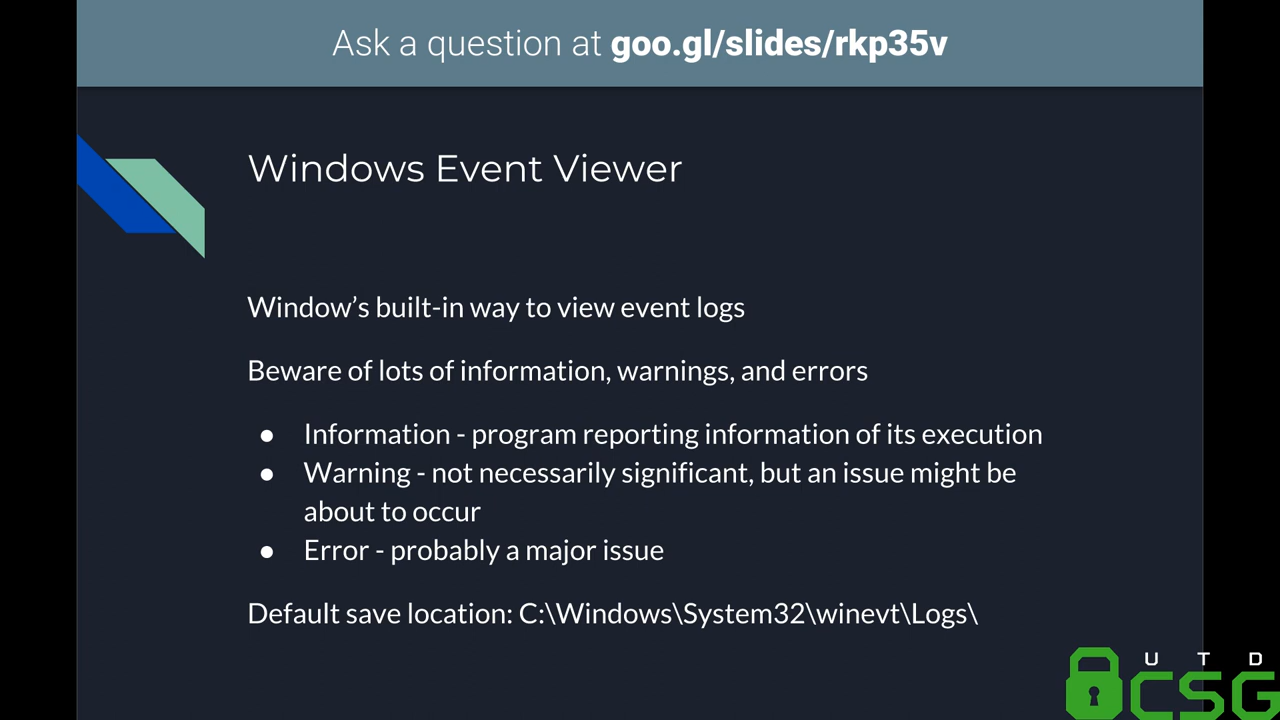 Ask a question at goo.gl/slides/rkp35v
Windows Event Viewer
Window’s built-in way to view event logs
Beware of lots of information, warnings, and errors
● Information - program reporting information of its execution
● Warning - not necessarily significant, but an issue might be
about to occur
● Error - probably a major issue
Default save location: C:\Windows\System32\winevt\Logs\
U T D
CSG